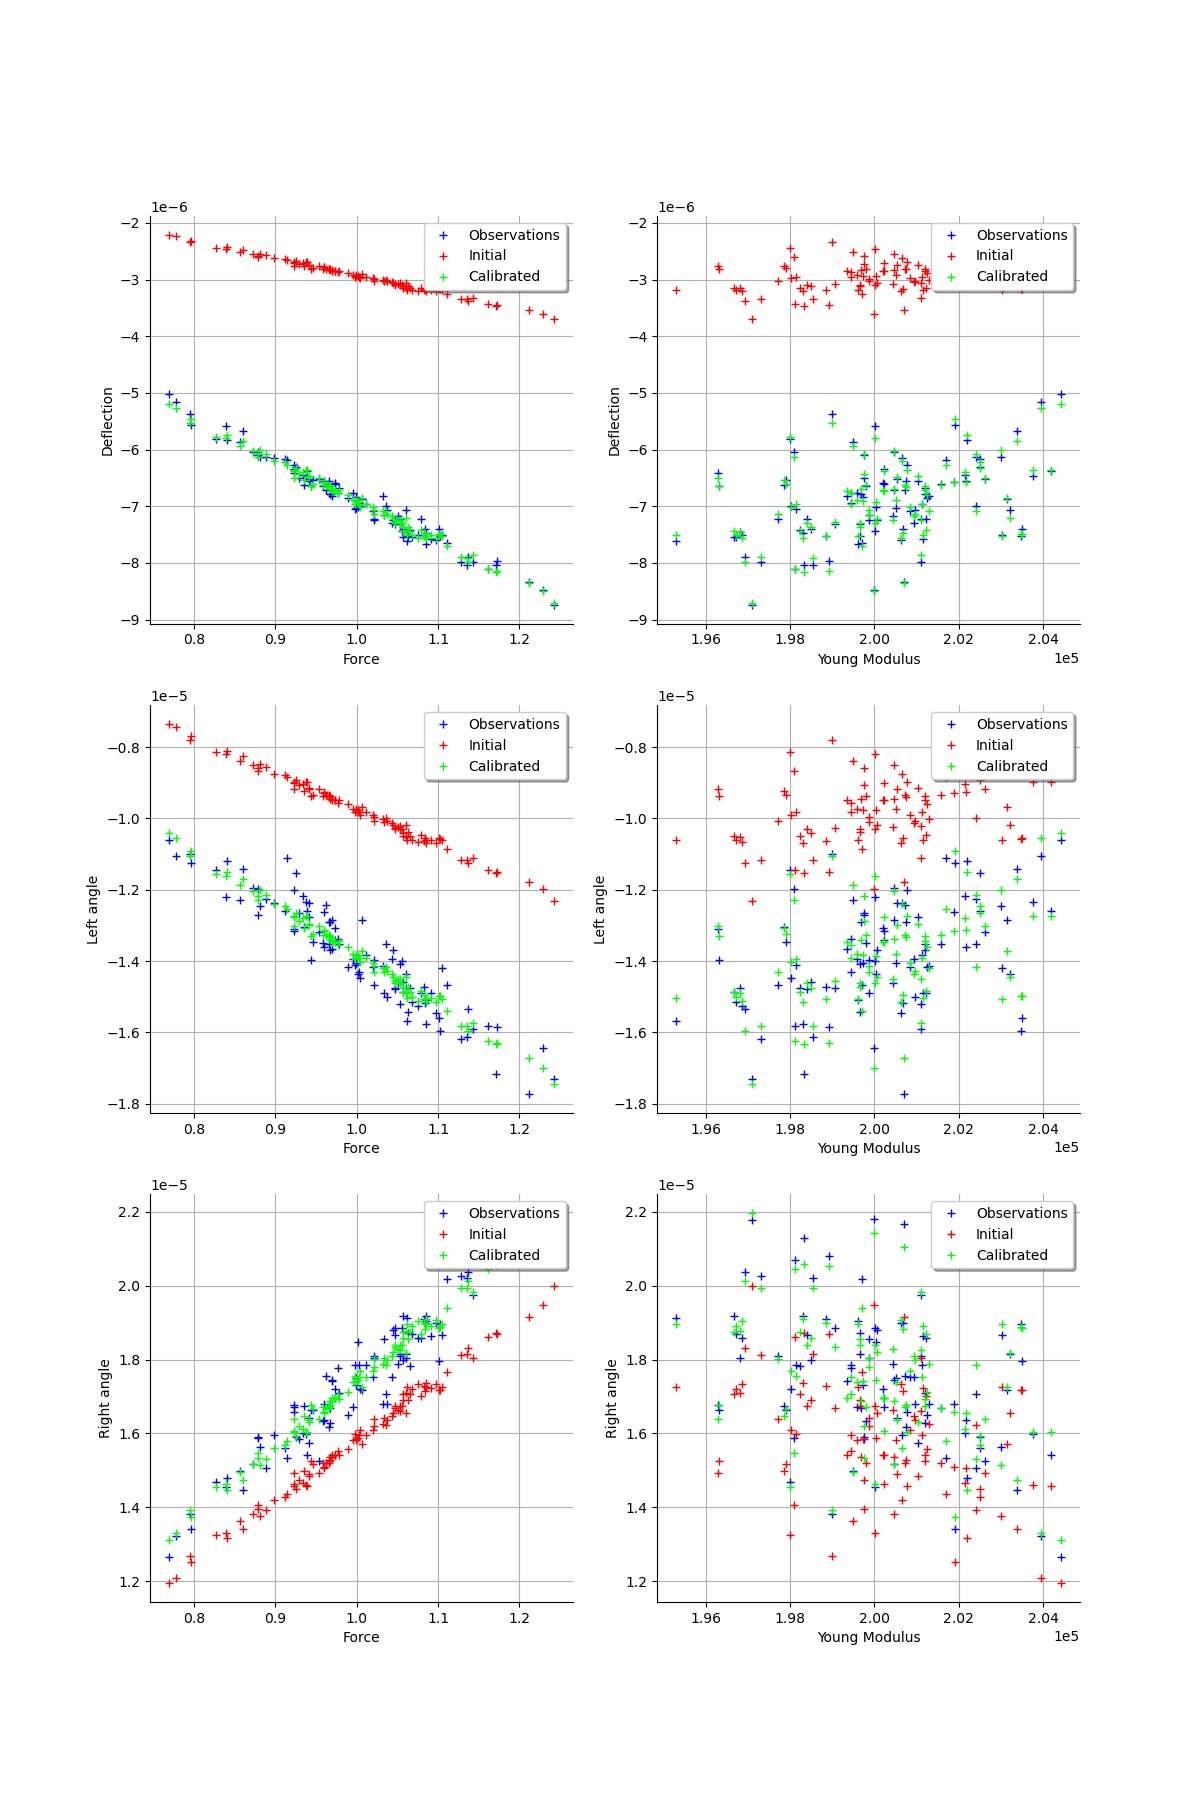 1e−6
Observations
Initial
Calibrated
−2
−3
−4
−5
−6
−7
−8
−9
Deflection
0.8
0.9
1.0
1.1
1.2
Force
1e−6
Observations
Initial
Calibrated
−2
−3
−4
−5
−6
−7
−8
−9
Deflection
1.96
1.98
2.00
2.02
2.04
1e5
Young Modulus
1e−5
Observations
Initial
Calibrated
−0.8
−1.0
−1.2
−1.4
−1.6
−1.8
Left angle
0.8
0.9
1.0
1.1
1.2
Force
1e−5
Observations
Initial
Calibrated
−0.8
−1.0
−1.2
−1.4
−1.6
−1.8
Left angle
1.96
1.98
2.00
2.02
2.04
1e5
Young Modulus
1e−5
Observations
Initial
Calibrated
2.2
2.0
1.8
1.6
1.4
1.2
Right angle
0.8
0.9
1.0
1.1
1.2
Force
1e−5
Observations
Initial
Calibrated
2.2
2.0
1.8
1.6
1.4
1.2
Right angle
1.96
1.98
2.00
2.02
2.04
1e5
Young Modulus